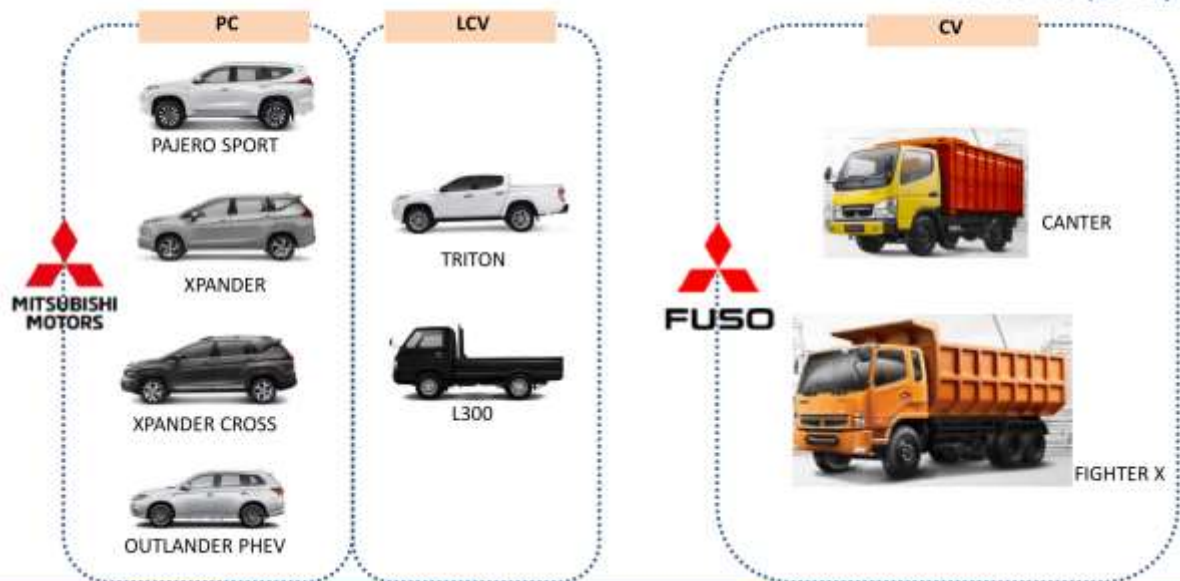 PC
LCV
CV
PAJERO SPORT
XPANDER
TRITON
CANTER
MITSUBISHI
MOTORS
FUSO
XPANDER CROSS
L300
FIGHTER X
OUTLANDER PHEV